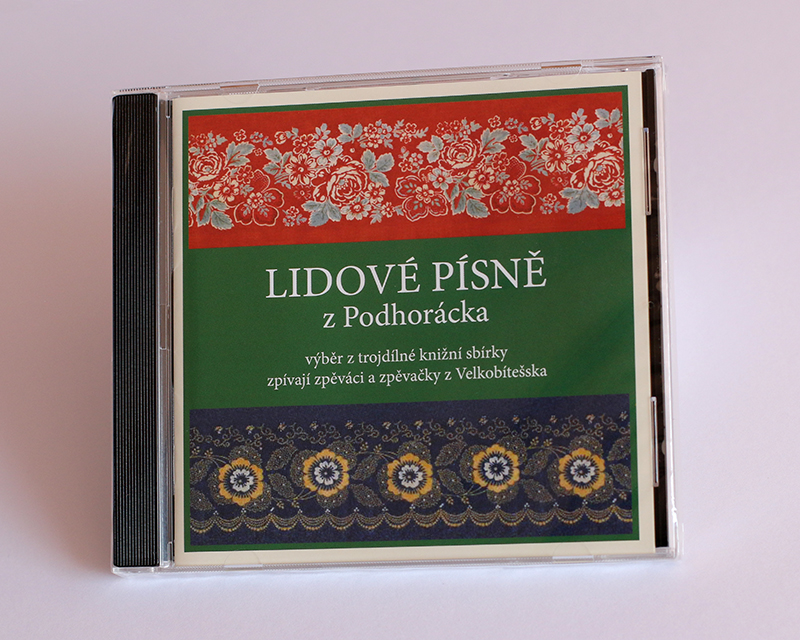 LIDOVÉ PÍSNĚ
z Podhorácka
výběr z trojdílné knižní sbírky
zpívají zpěváci a zpěvačky z Velkobítešska